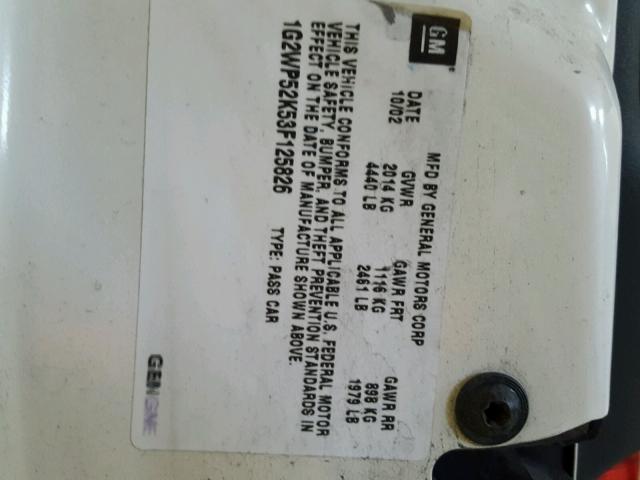 GM
MFD BY GENERAL MOTORS CORP
DATE GVWR GAWR FRT GAWR RR
10/02 2014 KG 1116 KG 898 KG
4440 LB 2461 LB 1979 LB
THIS VEHICLE CONFORMS TO ALL APPLICABLE U.S. FEDERAL MOTOR
VEHICLE SAFETY, BUMPER, AND THEFT PREVENTION STANDARDS IN
EFFECT ON THE DATE OF MANUFACTURE SHOWN ABOVE.
1G2WP52K53F125826 TYPE: PASS CAR